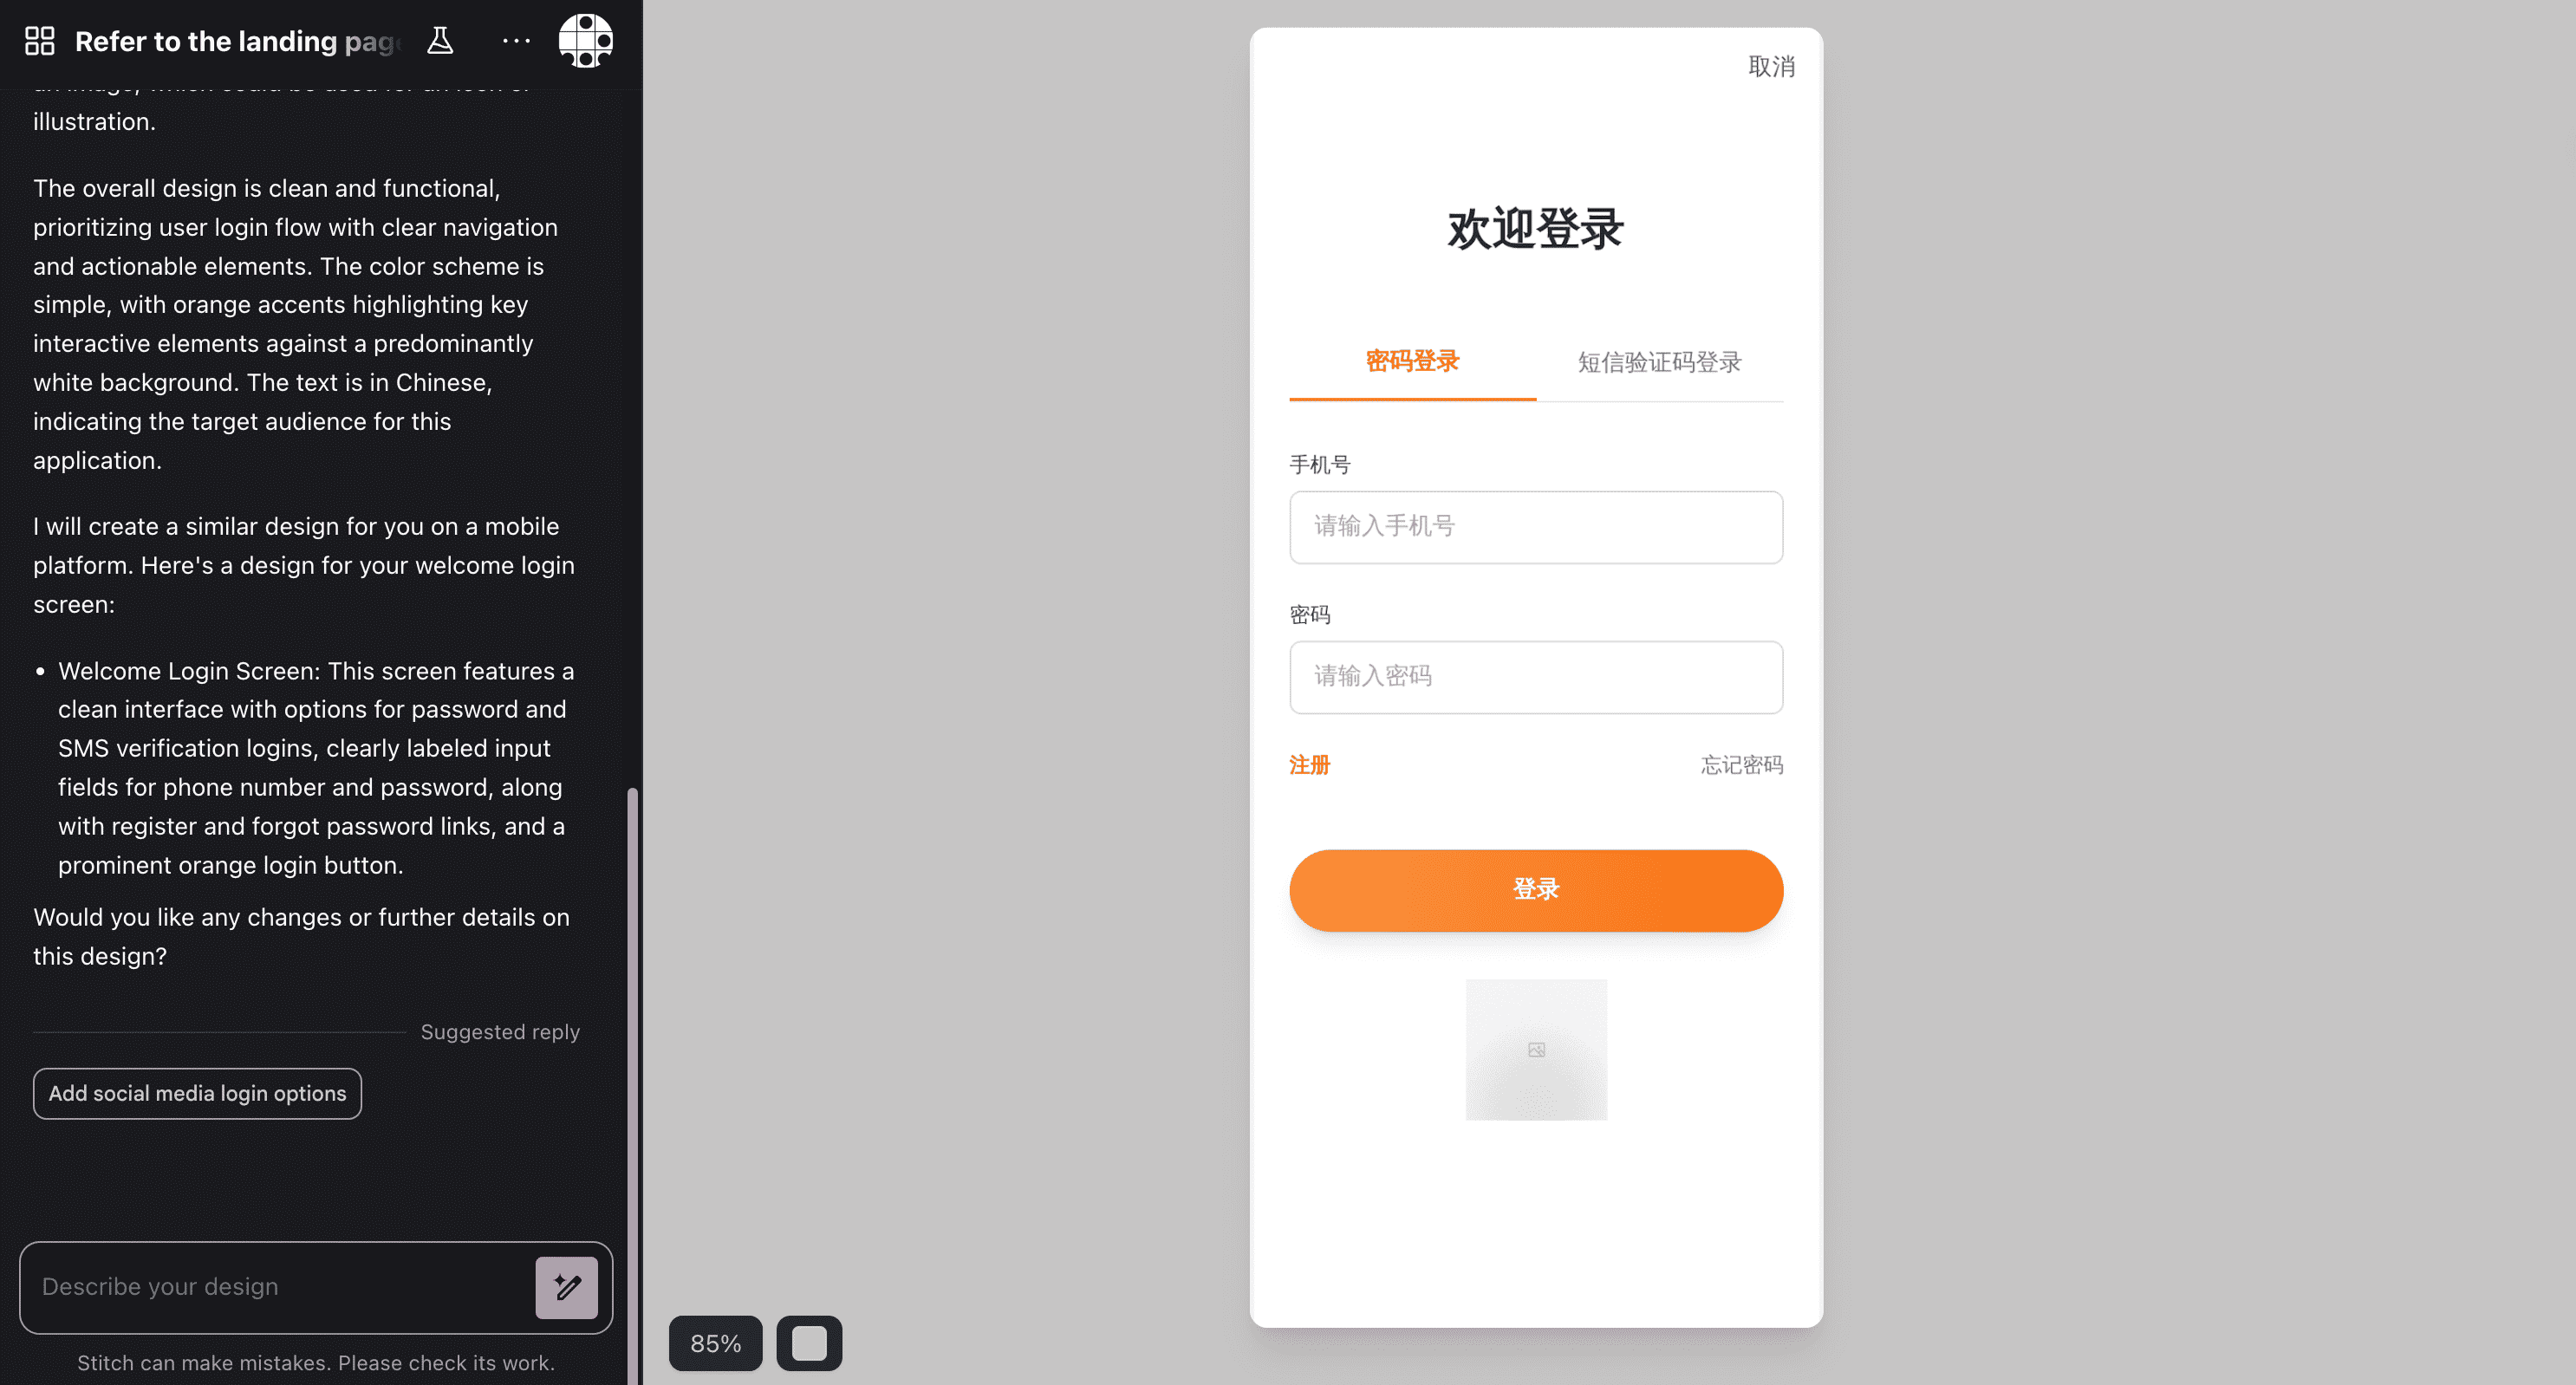 Refer to the landing page
illustration.
The overall design is clean and functional,
prioritizing user login flow with clear navigation
and actionable elements. The color scheme is
simple, with orange accents highlighting key
interactive elements against a predominantly
white background. The text is in Chinese,
indicating the target audience for this
application.
I will create a similar design for you on a mobile
platform. Here's a design for your welcome login
screen:
• Welcome Login Screen: This screen features a
clean interface with options for password and
SMS verification logins, clearly labeled input
fields for phone number and password, along
with register and forgot password links, and a
prominent orange login button.
Would you like any changes or further details on
this design?
Suggested reply
Add social media login options
Describe your design
Stitch can make mistakes. Please check its work.
85%
取消
欢迎登录
密码登录
短信验证码登录
手机号
请输入手机号
密码
请输入密码
注册
忘记密码
登录